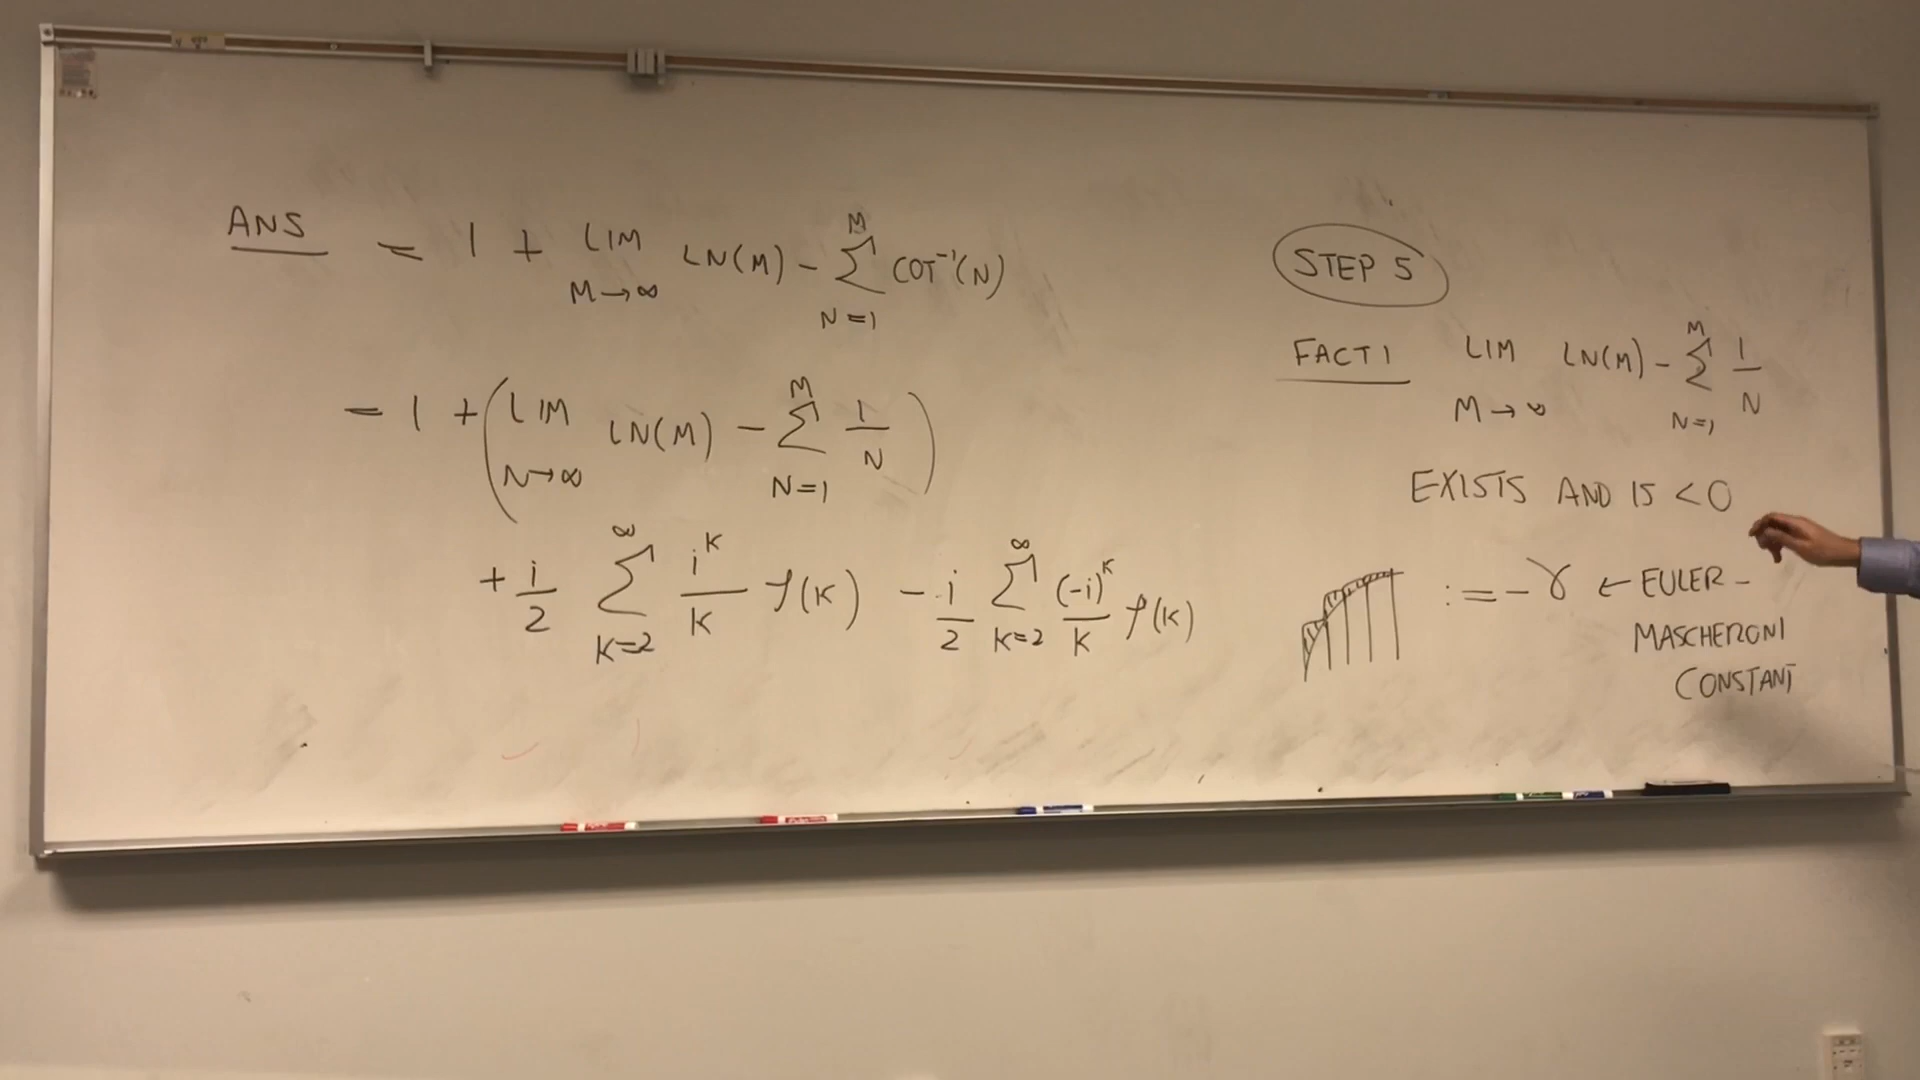 ANS = 1 + LIM M→∞ LN(M) - ∑ N=1 M COT⁻¹(N)
= 1 + ( LIM N→∞ LN(M) - ∑ N=1 M 1/N )
+ i/2 ∑ K=2 ∞ i^K/K ζ(K) - i/2 ∑ K=2 ∞ (-i)^K/K ζ(K)
STEP 5
FACT 1 LIM M→∞ LN(M) - ∑ N=1 M 1/N
EXISTS AND IS < 0
:= -γ ← EULER-
MASCHERONI
CONSTANT